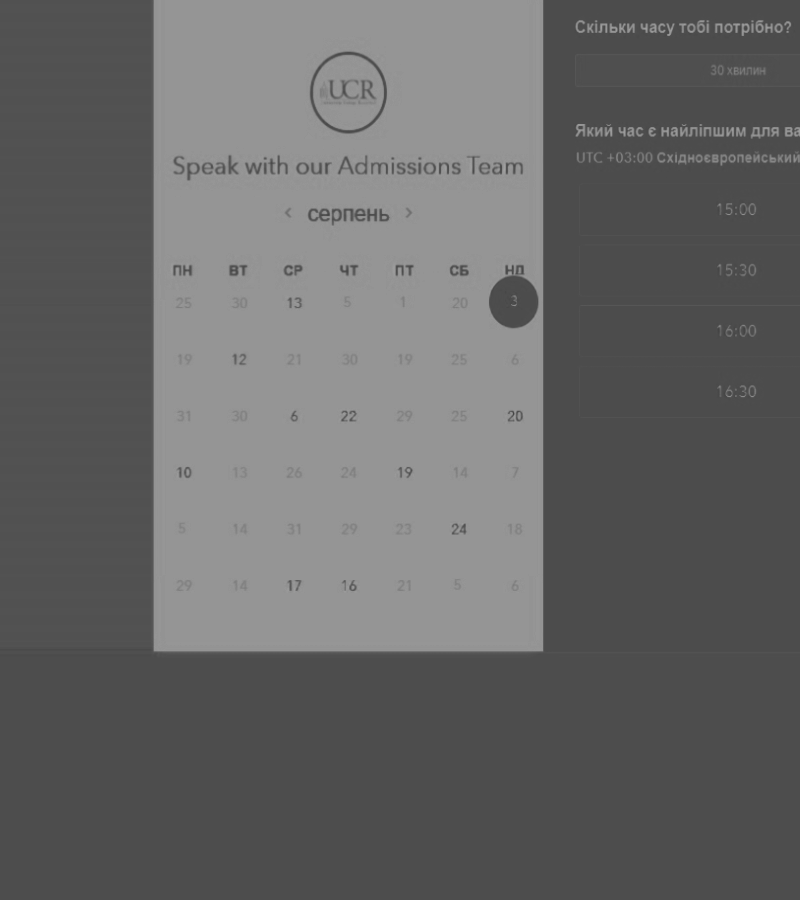 UCR
Speak with our Admissions Team
серпень
ПН ВТ СР ЧТ ПТ СБ НД
25 30 13 5 1 20 3
19 12 21 30 19 25 6
31 30 6 22 29 25 20
10 13 26 24 19 14 7
5 14 31 29 23 24 18
29 14 17 16 21 5 6
Скільки часу тобі потрібно?
30 хвилин
Який час є найліпшим для ва
UTC +03:00 Східноєвропейський
15:00
15:30
16:00
16:30